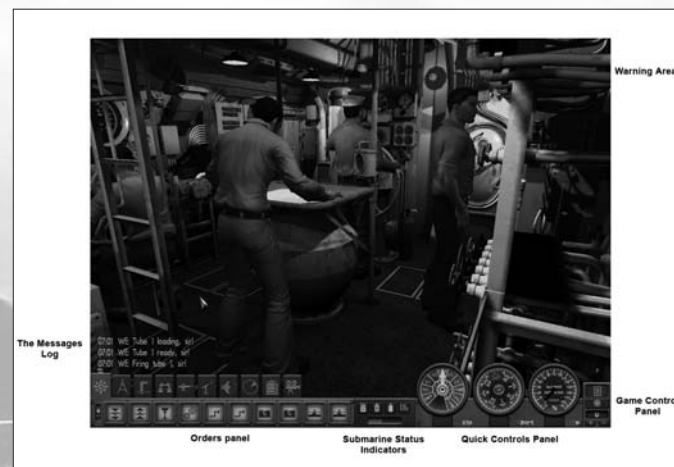 Warning Area
The Messages
Log
07:01 WE: Tube 1 loading, sir!
07:01 WE: Tube 1 ready, sir!
07:01 WE: Firing tube 1, sir!
Game Control
Panel
Orders panel
Submarine Status
Indicators
Quick Controls Panel